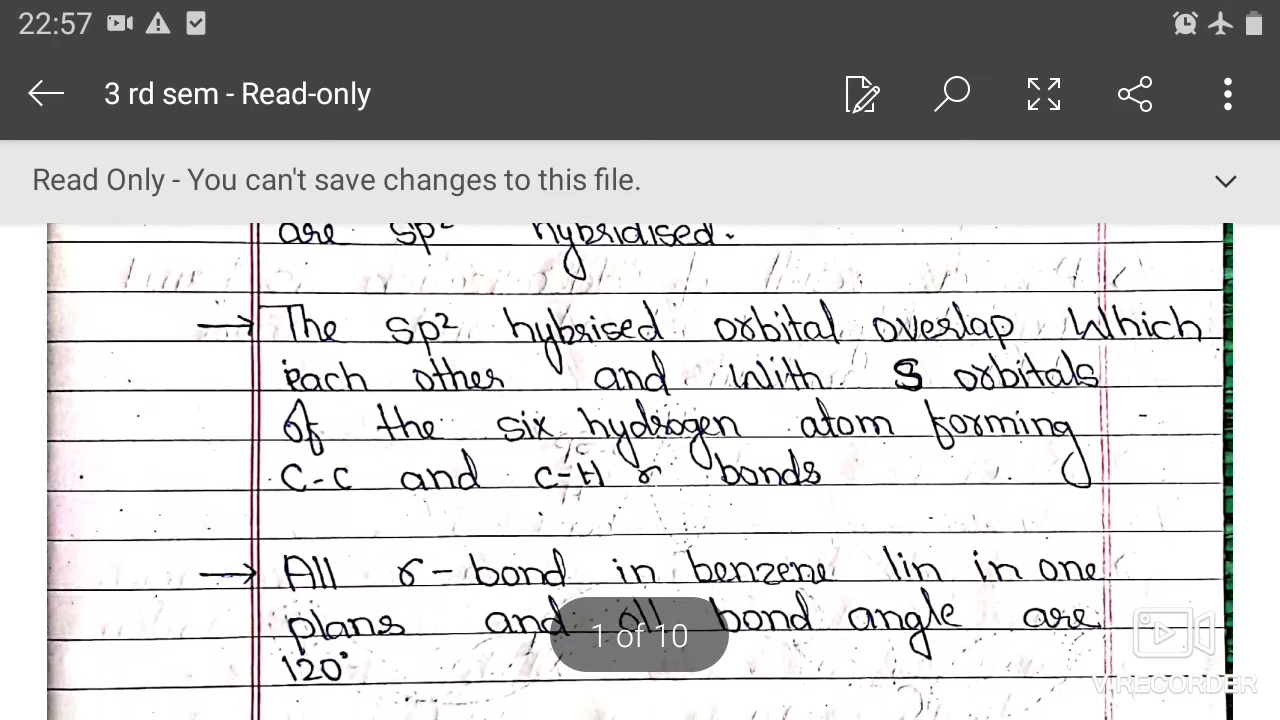 22:57
3 rd sem - Read-only
Read Only - You can't save changes to this file.
are sp² hybridised.
→ The sp² hybrised orbital overlap which
each other and with s orbitals
of the six hydrogen atom forming
C-C and C-H σ bonds
→ All σ- bond in benzene lin in one
plans and all bond angle are
120°
1 of 10
VRECORDER